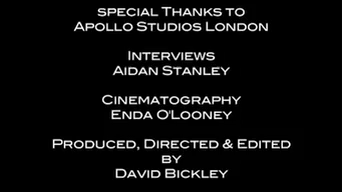 SPECIAL THANKS TO
APOLLO STUDIOS LONDON
INTERVIEWS
AIDAN STANLEY
CINEMATOGRAPHY
ENDA O'LOONEY
PRODUCED, DIRECTED & EDITED
BY
DAVID BICKLEY